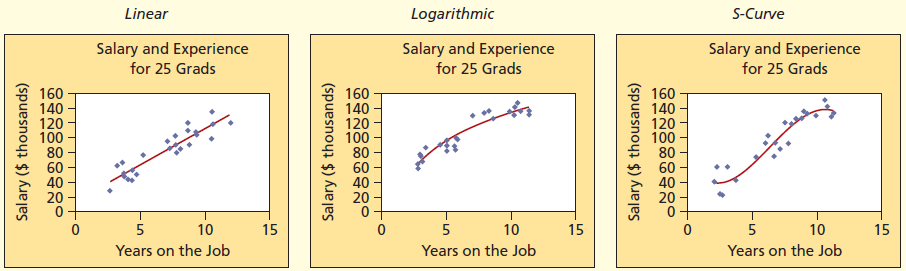 Linear
Salary and Experience
for 25 Grads
Salary ($ thousands)
160
140
120
100
80
60
40
20
0
0 5 10 15
Years on the Job
Logarithmic
Salary and Experience
for 25 Grads
Salary ($ thousands)
160
140
120
100
80
60
40
20
0
0 5 10 15
Years on the Job
S-Curve
Salary and Experience
for 25 Grads
Salary ($ thousands)
160
140
120
100
80
60
40
20
0
0 5 10 15
Years on the Job